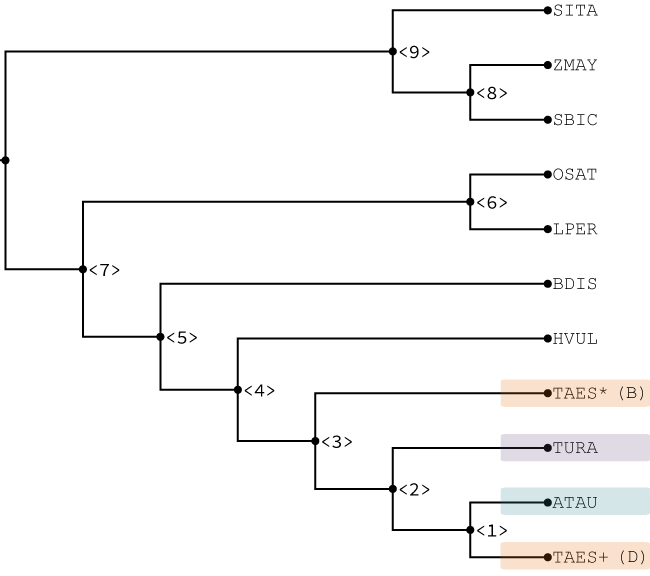 SITA
<9>
ZMAY
<8>
SBIC
OSAT
<6>
LPER
<7>
BDIS
<5>
HVUL
<4>
TAES* (B)
<3>
TURA
<2>
ATAU
<1>
TAES+ (D)